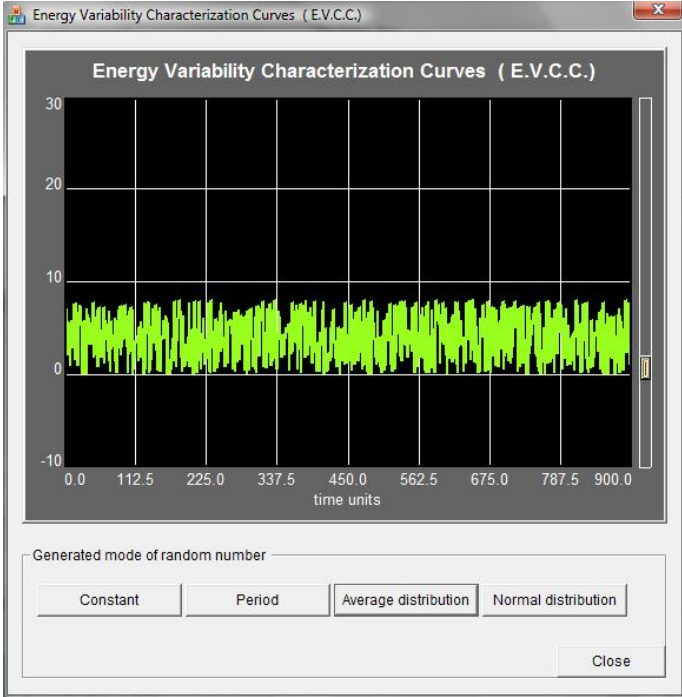 Energy Variability Characterization Curves ( E.V.C.C.)
Energy Variability Characterization Curves ( E.V.C.C.)
30
20
10
0
-10
0.0 112.5 225.0 337.5 450.0 562.5 675.0 787.5 900.0
time units
Generated mode of random number
Constant Period Average distribution Normal distribution
Close